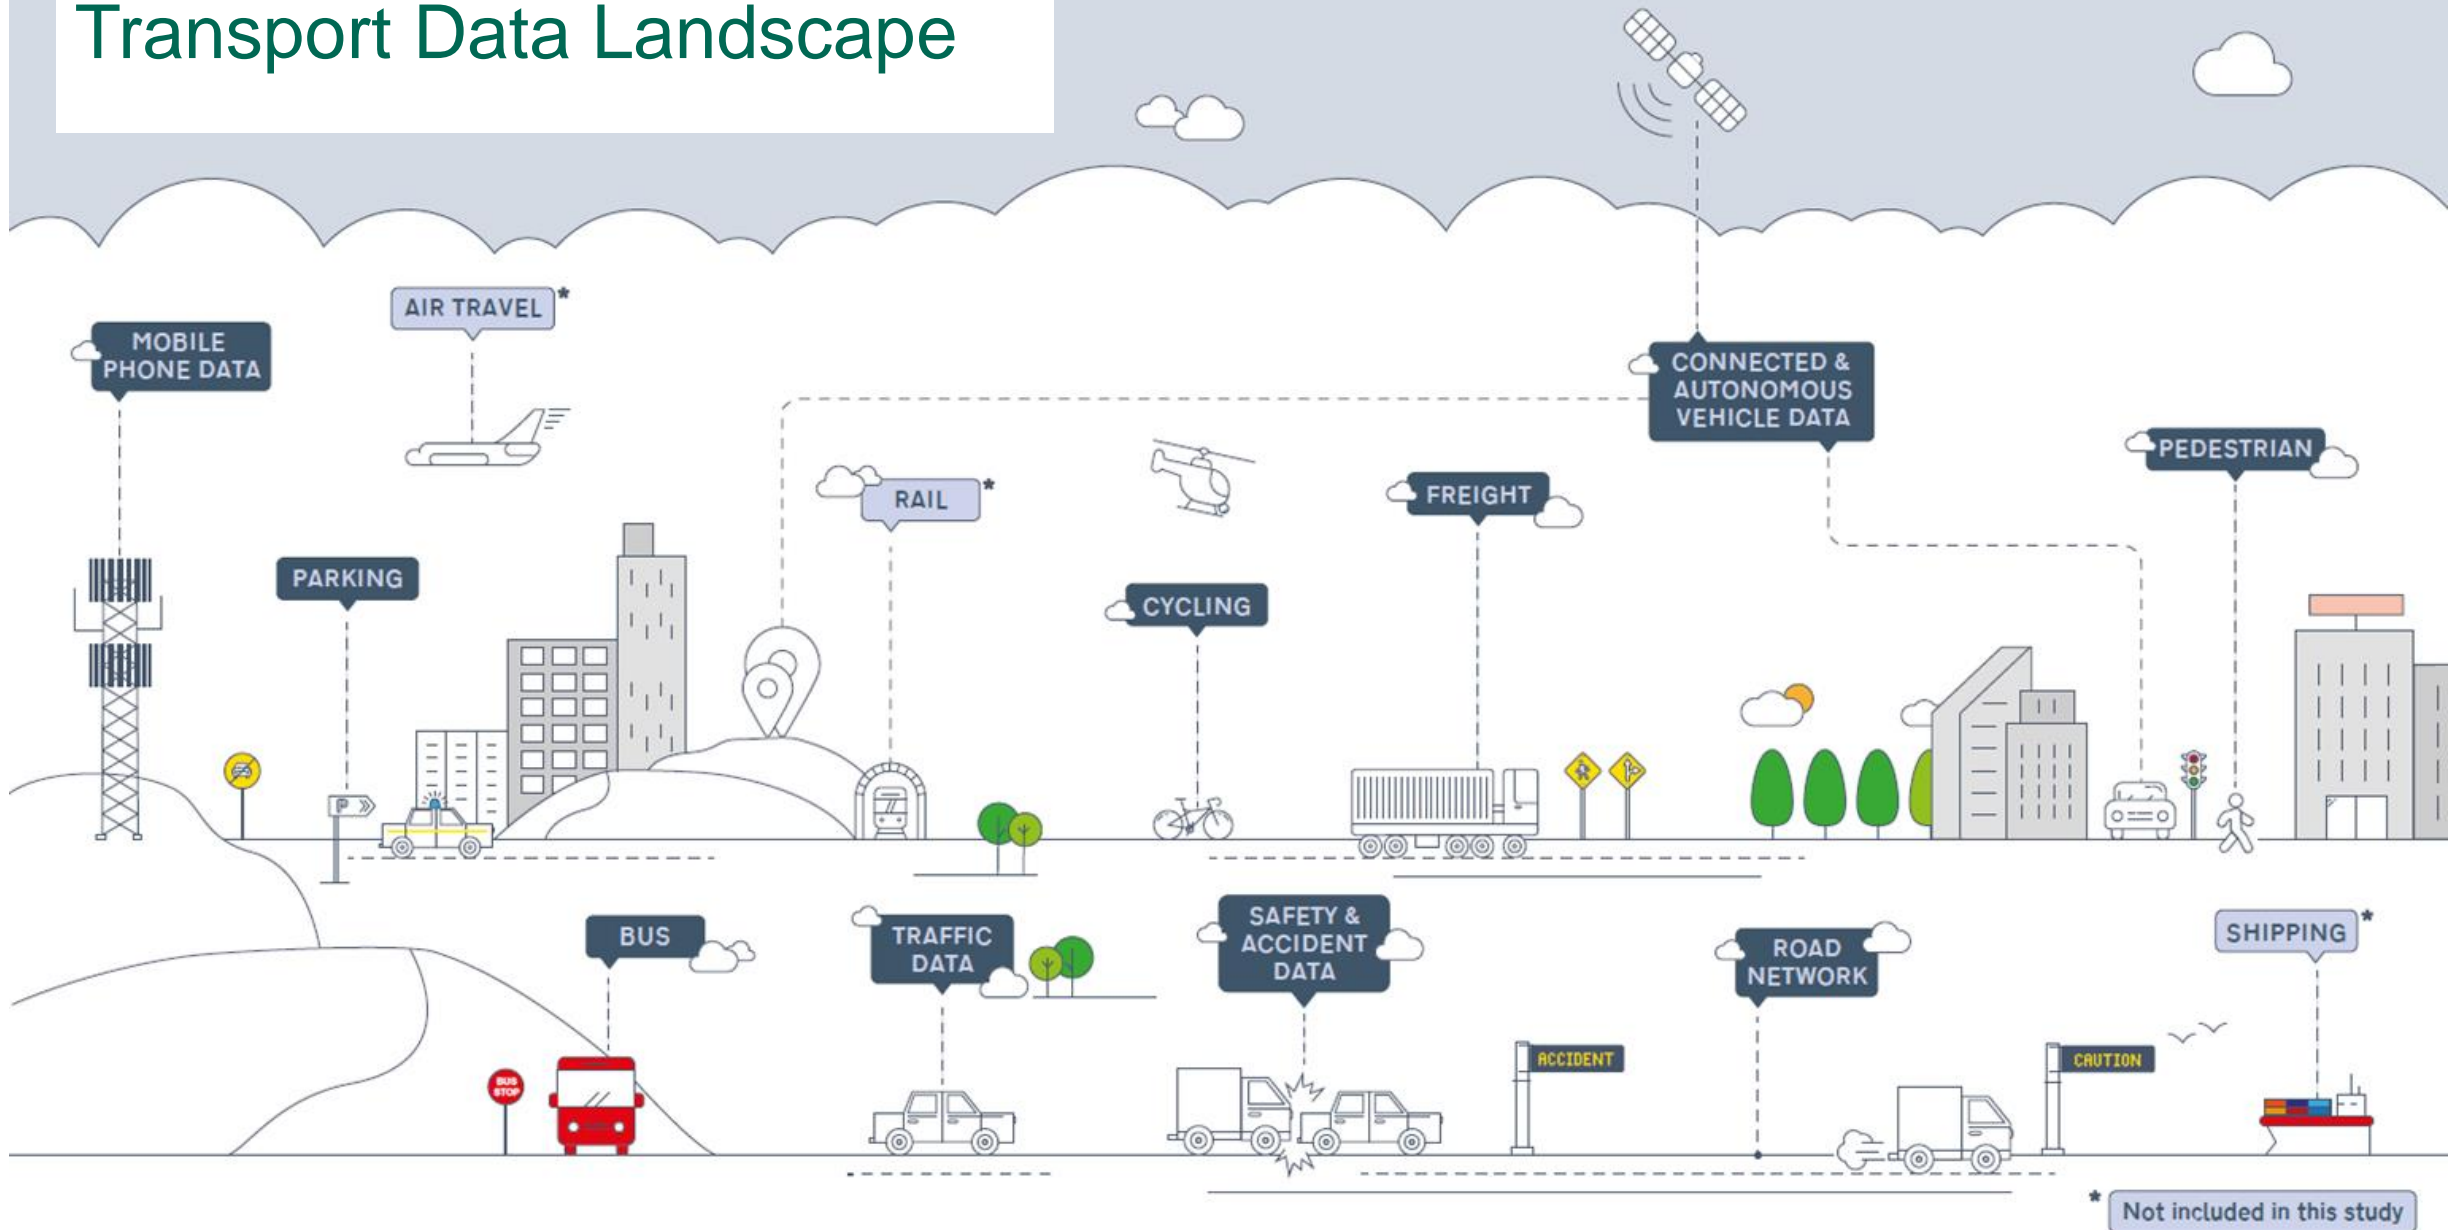 Transport Data Landscape
AIR TRAVEL*
MOBILE
PHONE DATA
CONNECTED &
AUTONOMOUS
VEHICLE DATA
PEDESTRIAN
RAIL*
FREIGHT
PARKING
CYCLING
P
BUS
TRAFFIC
DATA
SAFETY &
ACCIDENT
DATA
ROAD
NETWORK
SHIPPING*
ACCIDENT
CAUTION
BUS
STOP
* Not included in this study